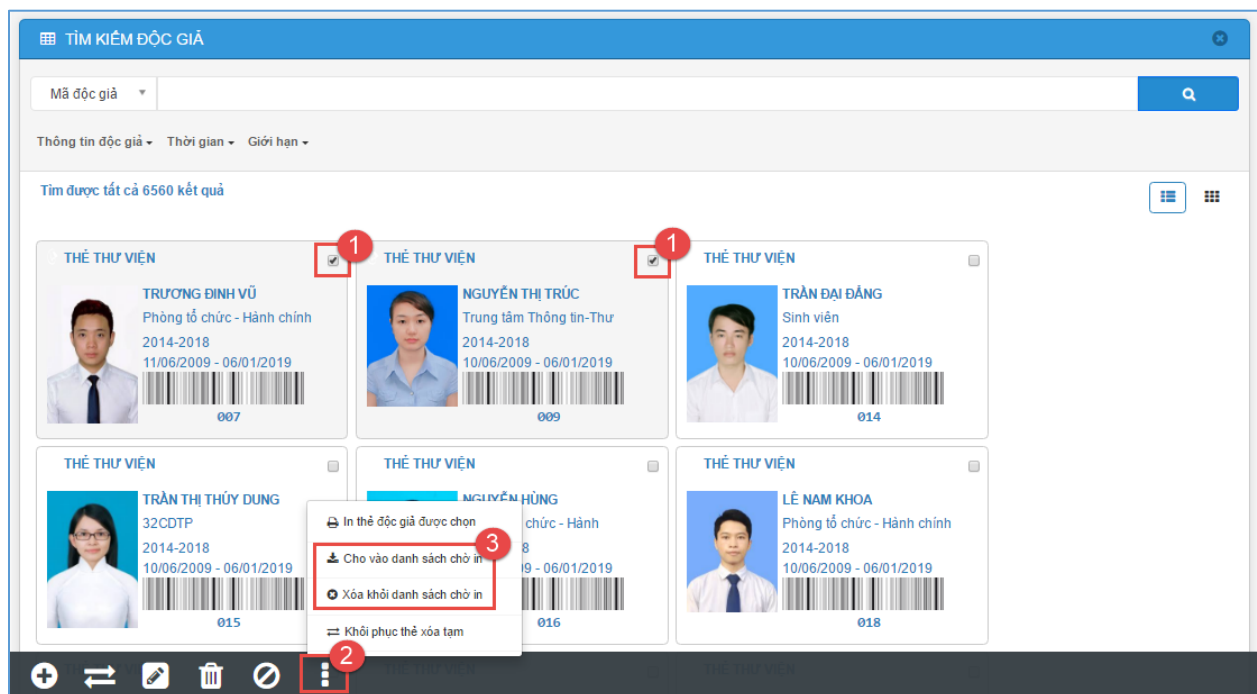 TÌM KIẾM ĐỘC GIẢ
Mã độc giả
Thông tin độc giả Thời gian Giới hạn
Tìm được tất cả 6560 kết quả
1
1
THẺ THƯ VIỆN
TRƯƠNG ĐINH VŨ
Phòng tổ chức - Hành chính
2014-2018
11/06/2009 - 06/01/2019
007
THẺ THƯ VIỆN
NGUYỄN THỊ TRÚC
Trung tâm Thông tin-Thư
2014-2018
10/06/2009 - 06/01/2019
009
THẺ THƯ VIỆN
TRẦN ĐẠI ĐẢNG
Sinh viên
2014-2018
10/06/2009 - 06/01/2019
014
THẺ THƯ VIỆN
TRẦN THỊ THÚY DUNG
32CDTP
2014-2018
10/06/2009 - 06/01/2019
015
THẺ THƯ VIỆN
NGUYỄN HÙNG
chức - Hành
8
09 - 06/01/2019
016
THẺ THƯ VIỆN
LÊ NAM KHOA
Phòng tổ chức - Hành chính
2014-2018
10/06/2009 - 06/01/2019
018
In thẻ độc giả được chọn
3
Cho vào danh sách chờ in
Xóa khỏi danh sách chờ in
Khôi phục thẻ xóa tạm
2